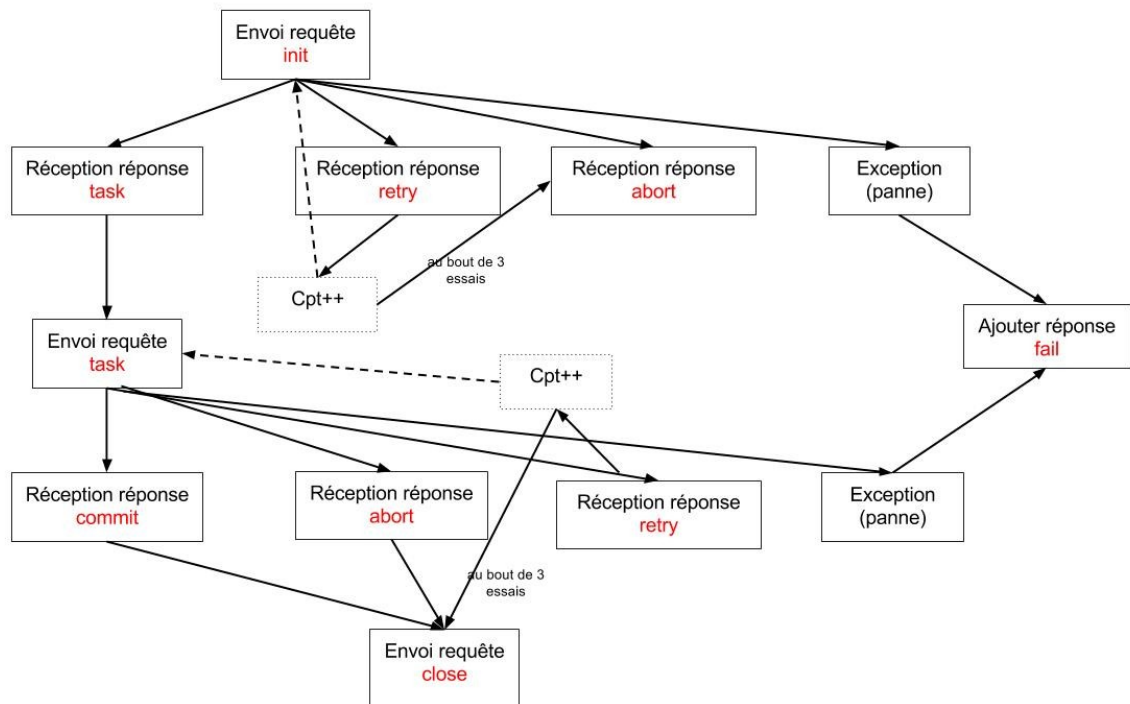 Envoi requête
init
Réception réponse
task
Réception réponse
retry
Réception réponse
abort
Exception
(panne)
au bout de 3
essais
Cpt++
Envoi requête
task
Ajouter réponse
fail
Cpt++
Réception réponse
commit
Réception réponse
abort
Réception réponse
retry
Exception
(panne)
au bout de 3
essais
Envoi requête
close